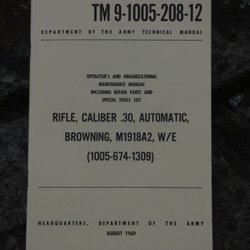 TM 9-1005-208-12
DEPARTMENT OF THE ARMY TECHNICAL MANUAL
OPERATOR'S AND ORGANIZATIONAL
MAINTENANCE MANUAL
INCLUDING REPAIR PARTS AND
SPECIAL TOOLS LIST
RIFLE, CALIBER .30, AUTOMATIC,
BROWNING, M1918A2, W/E
(1005-674-1309)
HEADQUARTERS, DEPARTMENT OF THE ARMY
AUGUST 1969